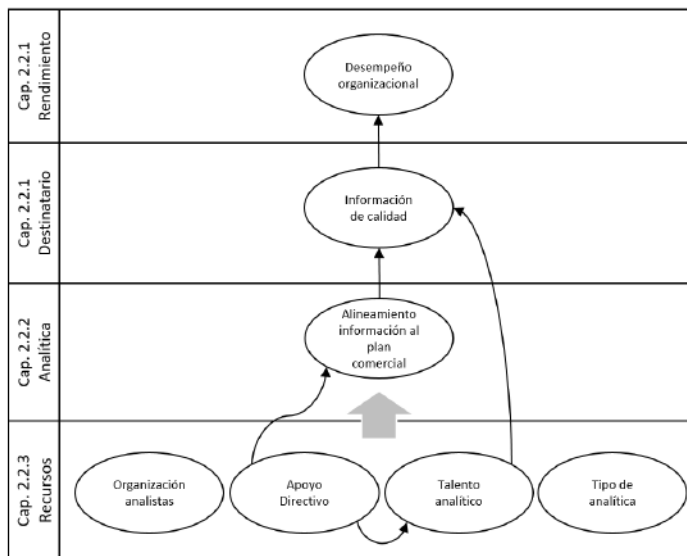 Cap. 2.2.1
Rendimiento
Desempeño
organizacional
Cap. 2.2.1
Destinatario
Información
de calidad
Cap. 2.2.2
Analítica
Alineamiento
información al
plan
comercial
Cap. 2.2.3
Recursos
Organización
analistas
Apoyo
Directivo
Talento
analítico
Tipo de
analítica